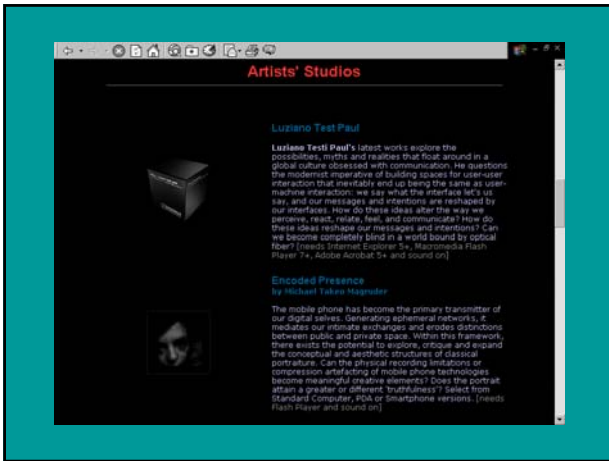 Artists' Studios
Luziano Test Paul
Luziano Testi Paul's latest works explore the
possibilities, myths and realities that float around in a
global culture obsessed with communication. He questions
the modernist imperative of building spaces for user-user
interaction that inevitably end up being the same as user-
machine interaction: we say what the interface let's us
say, and our messages and intentions are reshaped by
our interfaces. How do these ideas alter the way we
perceive, react, relate, feel, and communicate? How do
these ideas reshape our messages and intentions? Can
we become completely blind in a world bound by optical
fiber? [needs Internet Explorer 5+, Macromedia Flash
Player 7+, Adobe Acrobat 5+ and sound on]
Encoded Presence
by Michael Takeo Magruder
The mobile phone has become the primary transmitter of
our digital selves. Generating ephemeral networks, it
mediates our intimate exchanges and erodes distinctions
between public and private space. Within this framework,
there exists the potential to explore, critique and expand
the conceptual and aesthetic structures of classical
portraiture. Can the physical recording limitations or
compression artefacting of mobile phone technologies
become meaningful creative elements? Does the portrait
attain a greater or different 'truthfulness'? Select from
Standard Computer, PDA or Smartphone versions. [needs
Flash Player and sound on]